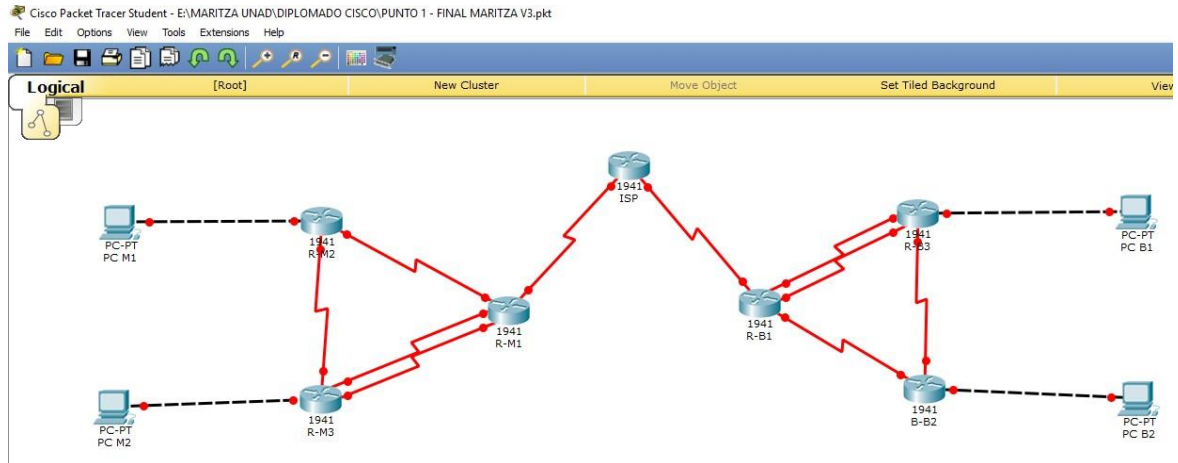 Cisco Packet Tracer Student - E:\MARITZA UNAD\DIPLOMADO CISCO\PUNTO 1 - FINAL MARITZA V3.pkt
File Edit Options View Tools Extensions Help
Logical [Root] New Cluster Move Object Set Tiled Background View
1941
ISP
PC-PT
PC M1
1941
R-M2
1941
R-B3
PC-PT
PC B1
1941
R-M1
1941
R-B1
PC-PT
PC M2
1941
R-M3
1941
B-B2
PC-PT
PC B2